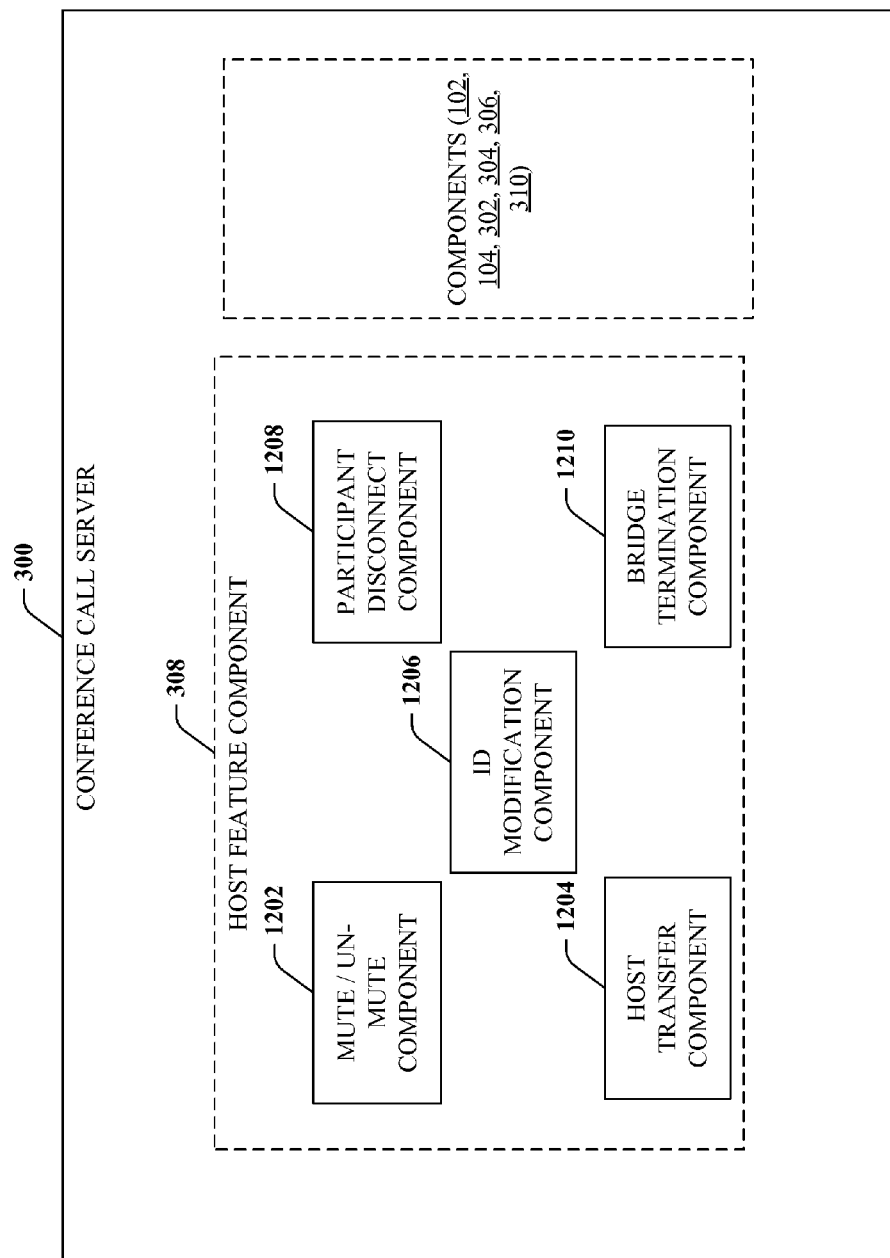 300
CONFERENCE CALL SERVER
308
HOST FEATURE COMPONENT
1202
MUTE / UN-
MUTE
COMPONENT
1208
PARTICIPANT
DISCONNECT
COMPONENT
1206
ID
MODIFICATION
COMPONENT
1204
HOST
TRANSFER
COMPONENT
1210
BRIDGE
TERMINATION
COMPONENT
COMPONENTS (102,
104, 302, 304, 306,
310)